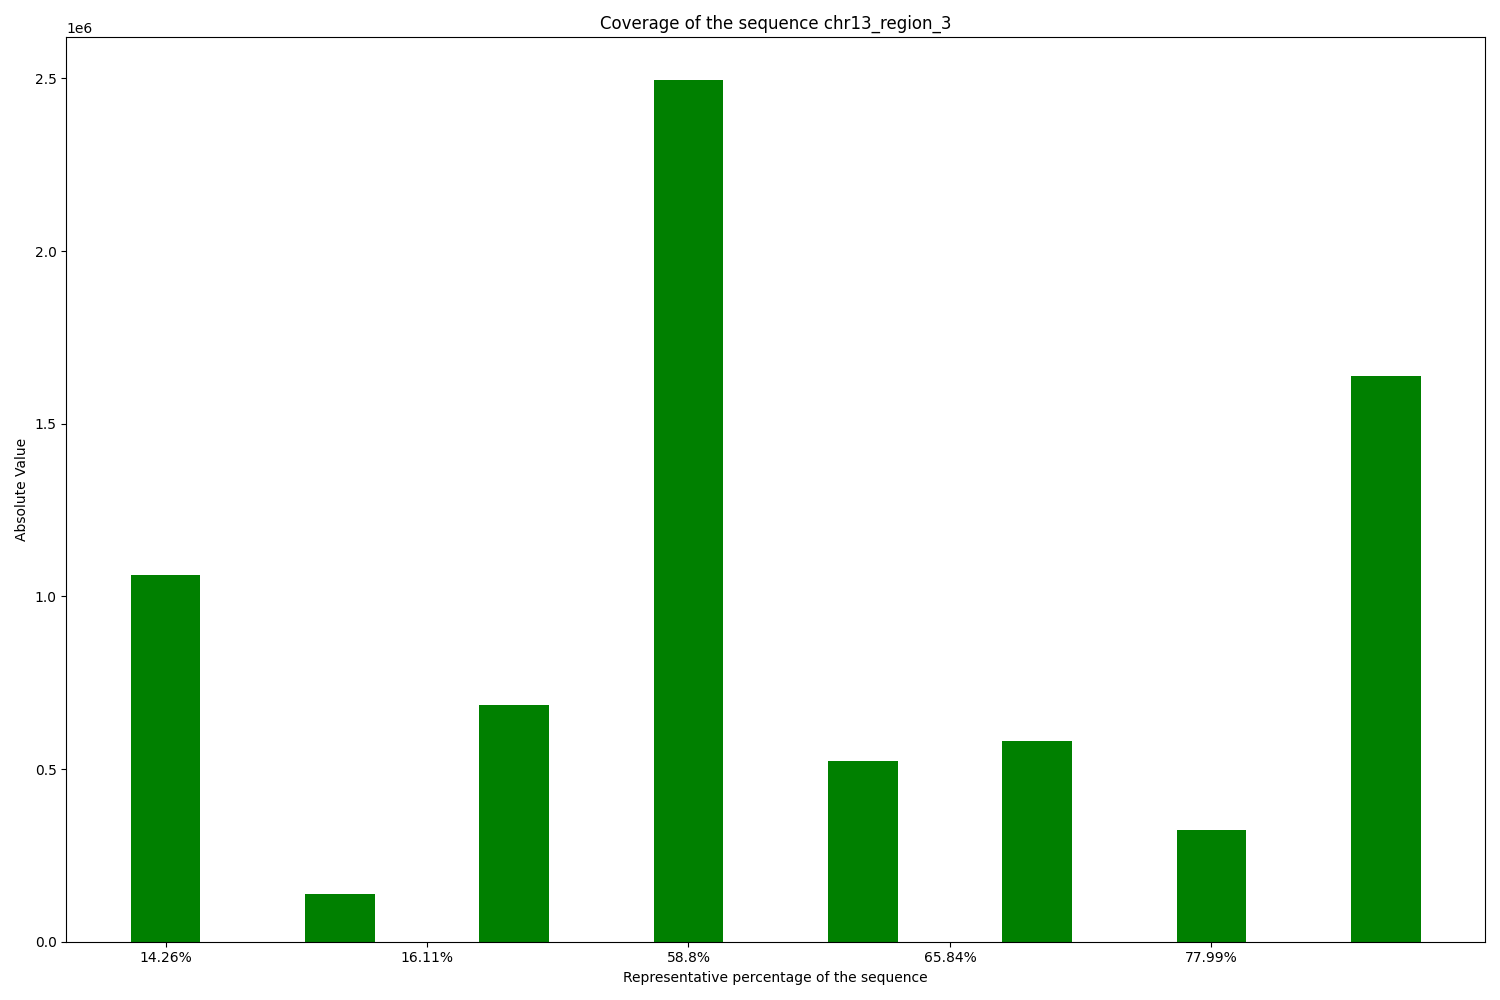 Coverage of the sequence chr13_region_3
1e6
2.5
2.0
1.5
1.0
0.5
0.0
Absolute Value
14.26% 16.11% 58.8% 65.84% 77.99%
Representative percentage of the sequence